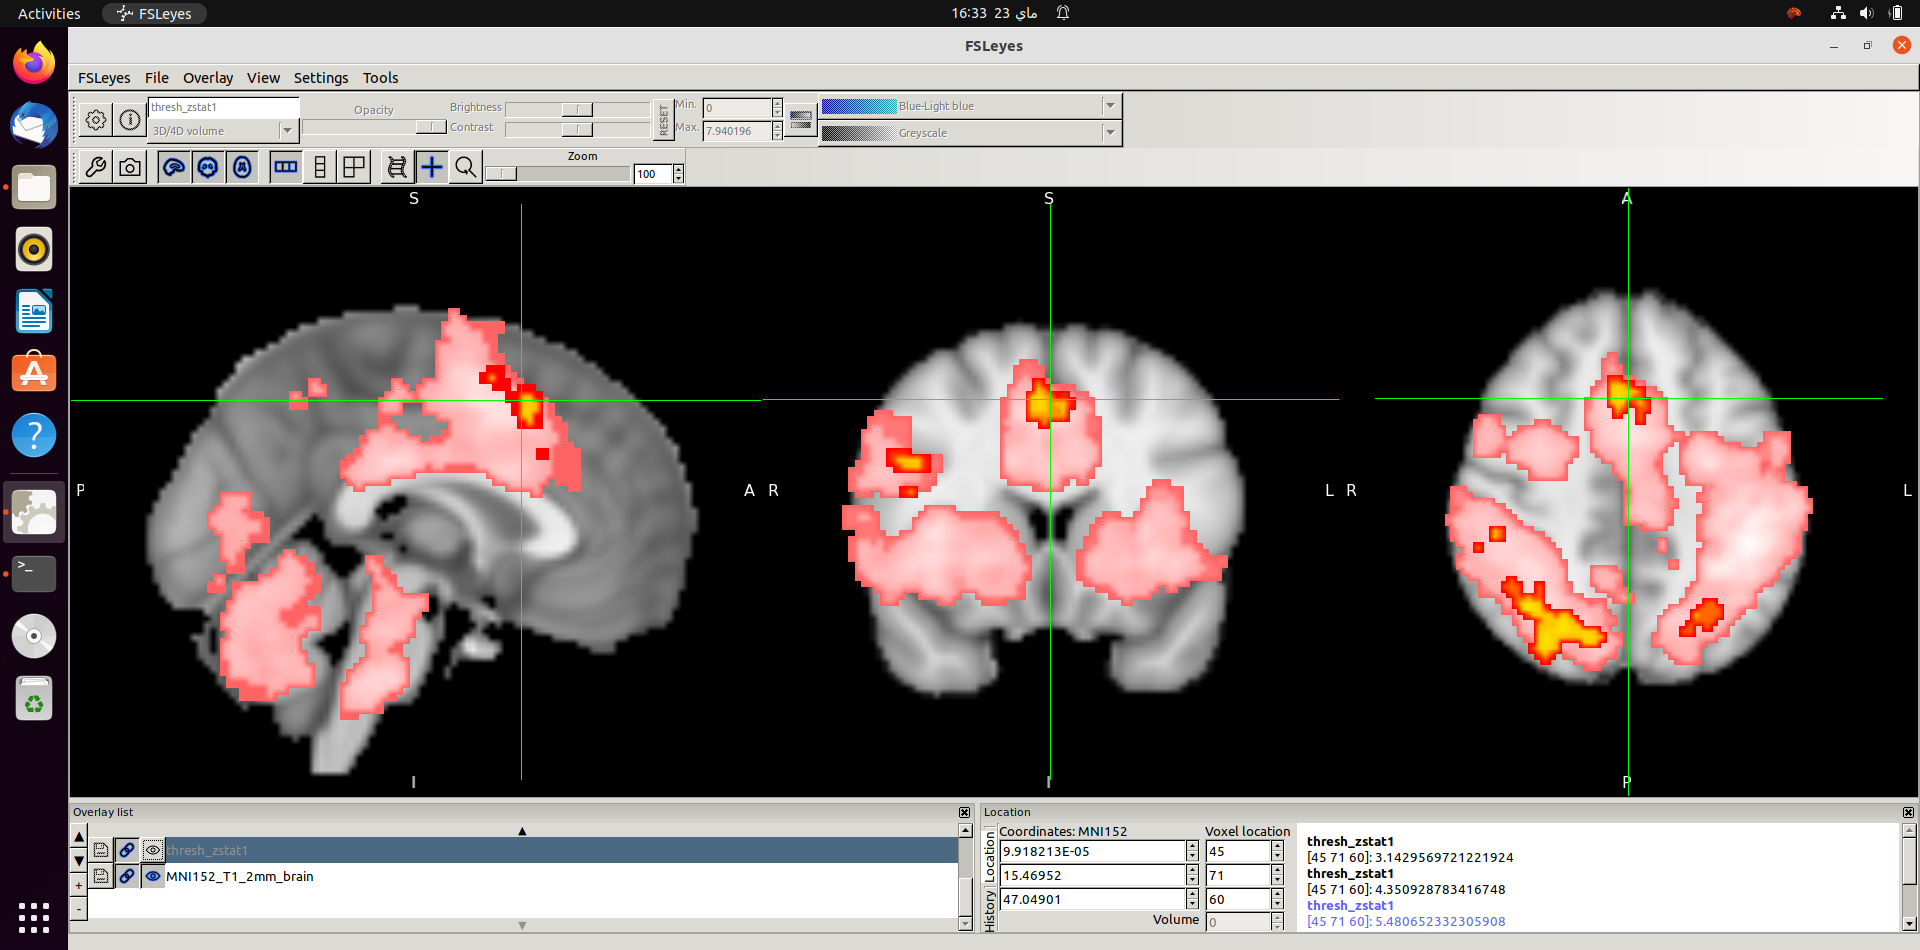 Activities
FSLeyes
16:33 23 ماي
FSLeyes
FSLeyes File Overlay View Settings Tools
thresh_zstat1
3D/4D volume
Opacity
Brightness
Contrast
RESET
Min. 0
Max. 7.940196
Blue-Light blue
Greyscale
Zoom
100
S
S
A
P
A
R
L
R
L
I
I
P
Overlay list
thresh_zstat1
MNI152_T1_2mm_brain
+
-
Location
Location
History
Coordinates: MNI152 Voxel location
9.918213E-05 45
15.46952 71
47.04901 60
Volume 0
thresh_zstat1
[45 71 60]: 3.1429569721221924
thresh_zstat1
[45 71 60]: 4.350928783416748
thresh_zstat1
[45 71 60]: 5.480652332305908